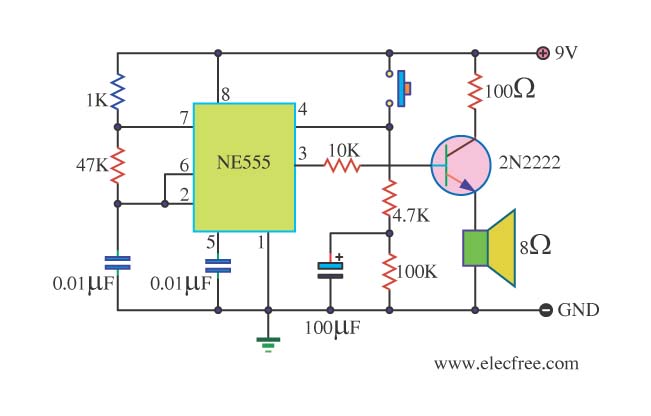 9V
1K
8
100Ω
7
4
47K
NE555
3
10K
2N2222
6
2
4.7K
5
1
8Ω
+
0.01μF
0.01μF
100K
100μF
GND
www.elecfree.com